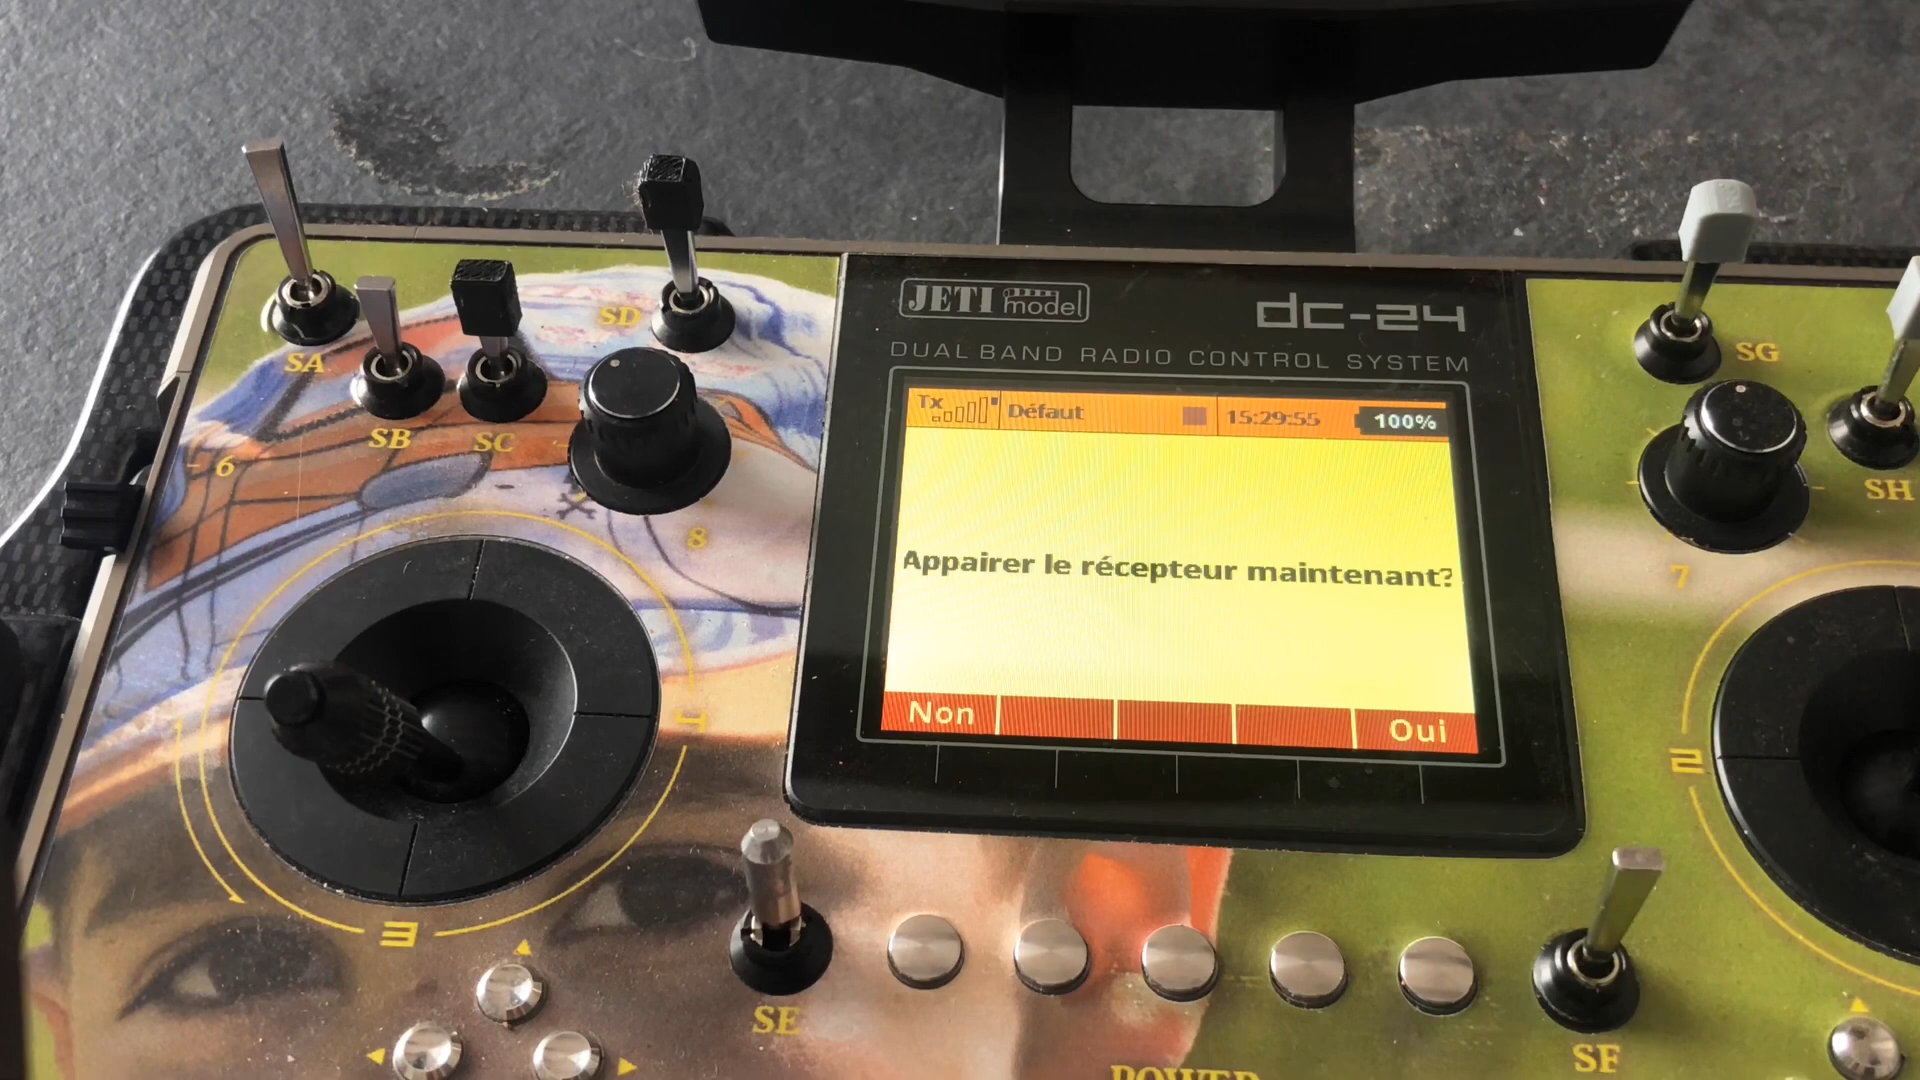 SA
SB
SC
SD
6
8
4
3
SE
JETI model
dc-24
DUAL BAND RADIO CONTROL SYSTEM
Tx
Défaut
15:29:55
100%
Appairer le récepteur maintenant?
Non
Oui
SG
SH
7
2
SF
POWER